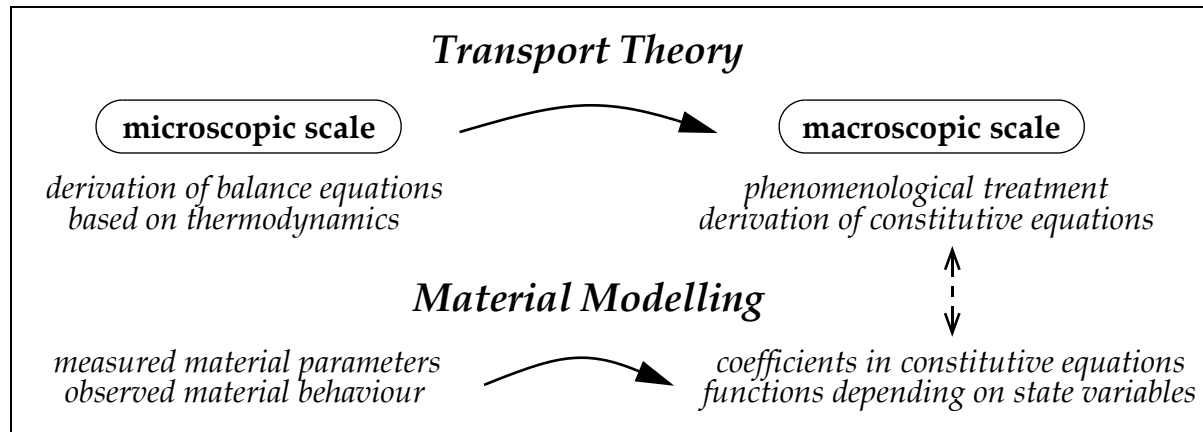 Transport Theory
microscopic scale
macroscopic scale
derivation of balance equations
based on thermodynamics
phenomenological treatment
derivation of constitutive equations
Material Modelling
measured material parameters
observed material behaviour
coefficients in constitutive equations
functions depending on state variables